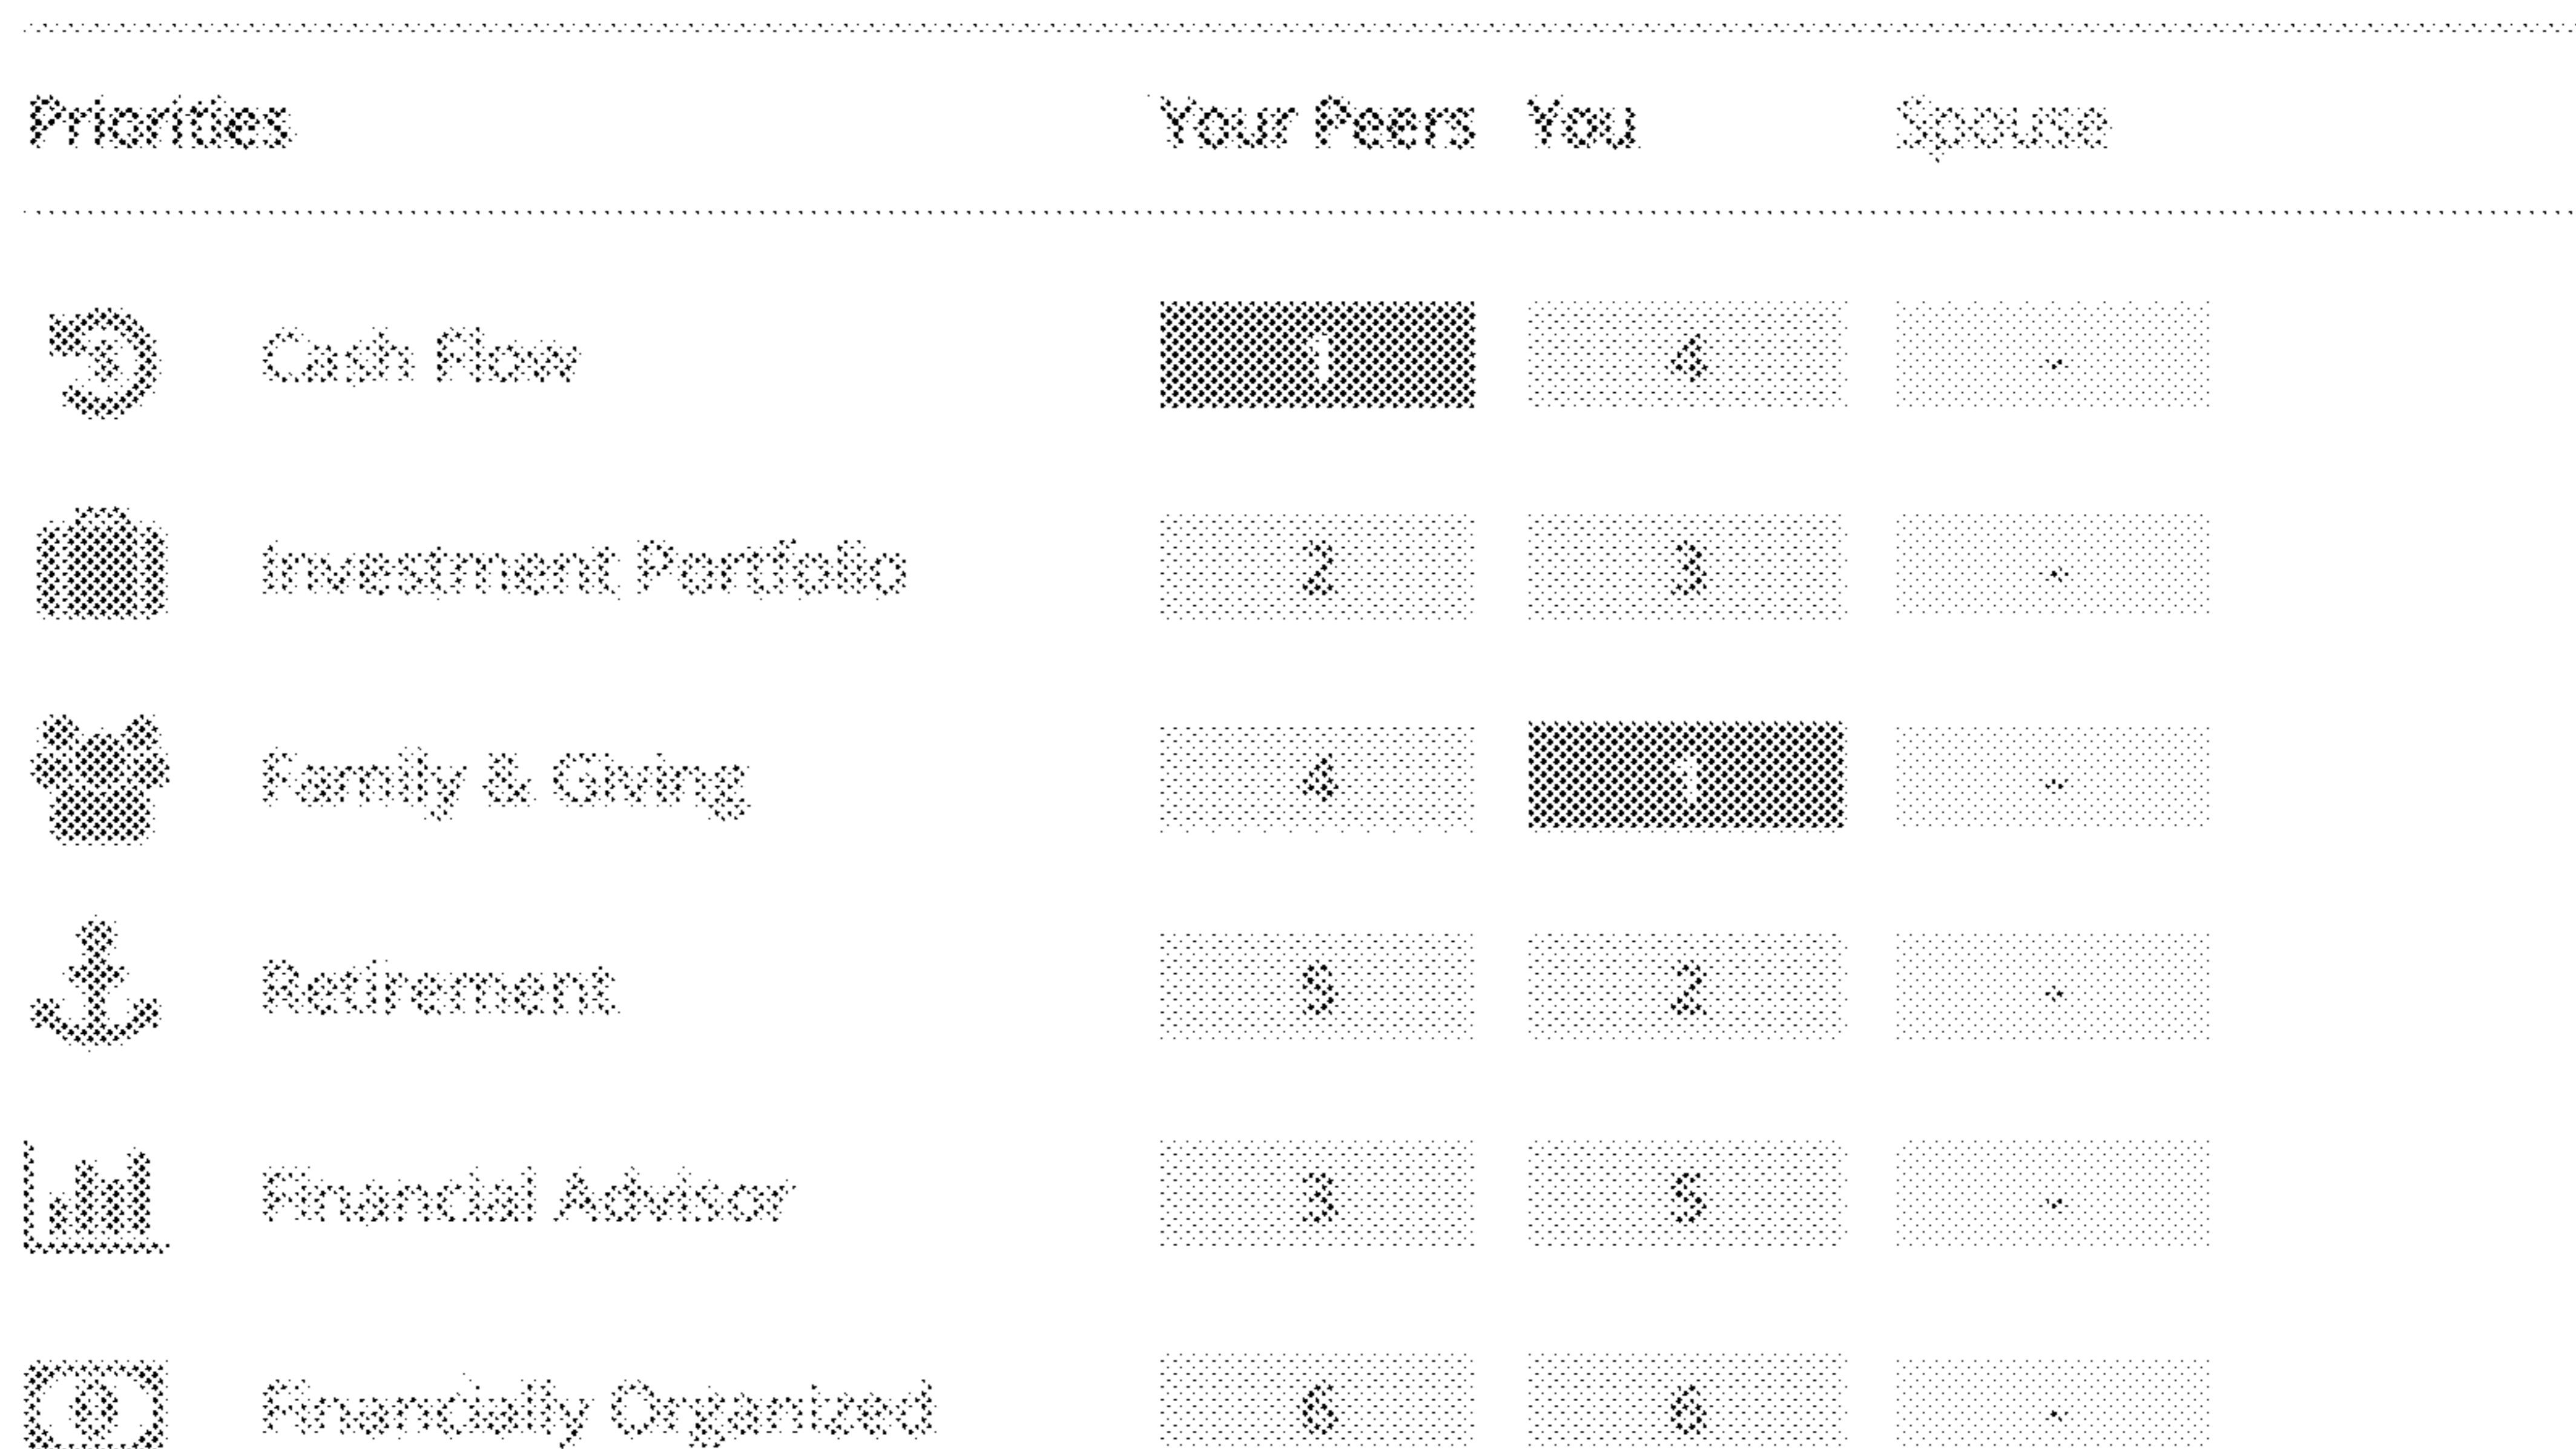 Priorities Your Peers You Spouse
Cash Flow 1 4 -
Investment Portfolio 2 3 -
Family & Giving 4 1 -
Retirement 5 2 -
Financial Advisor 3 5 -
Financially Organized 6 6 -